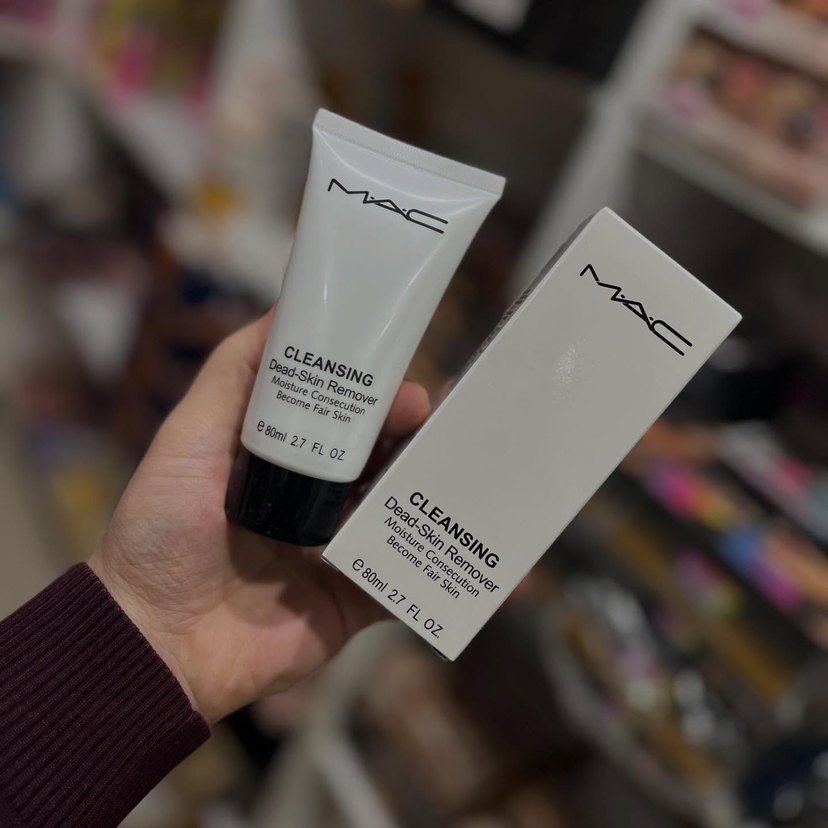 M·A·C
CLEANSING
Dead-Skin Remover
Moisture Consecution
Become Fair Skin
℮80ml 2.7 FL OZ.
M·A·C
CLEANSING
Dead-Skin Remover
Moisture Consecution
Become Fair Skin
℮80ml 2.7 FL OZ.